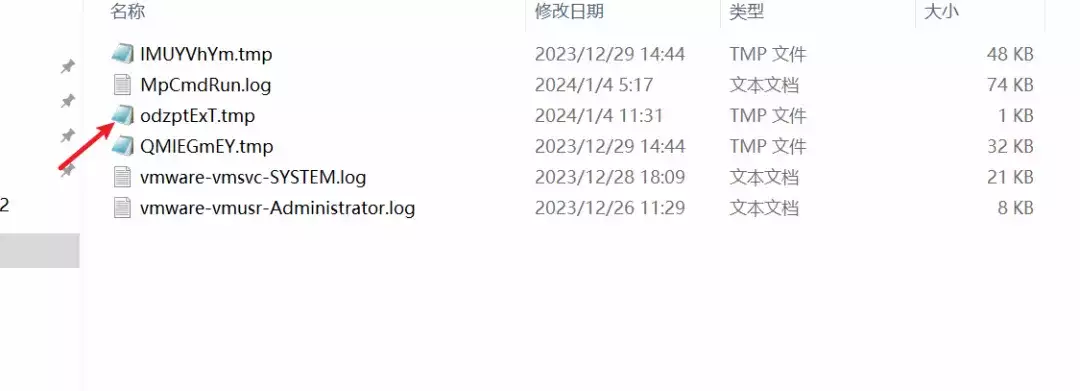 名称 修改日期 类型 大小
lMUYVhYm.tmp 2023/12/29 14:44 TMP 文件 48 KB
MpCmdRun.log 2024/1/4 5:17 文本文档 74 KB
odzptExT.tmp 2024/1/4 11:31 TMP 文件 1 KB
QMIEGmEY.tmp 2023/12/29 14:44 TMP 文件 32 KB
vmware-vmsvc-SYSTEM.log 2023/12/28 18:09 文本文档 21 KB
2
vmware-vmusr-Administrator.log 2023/12/26 11:29 文本文档 8 KB